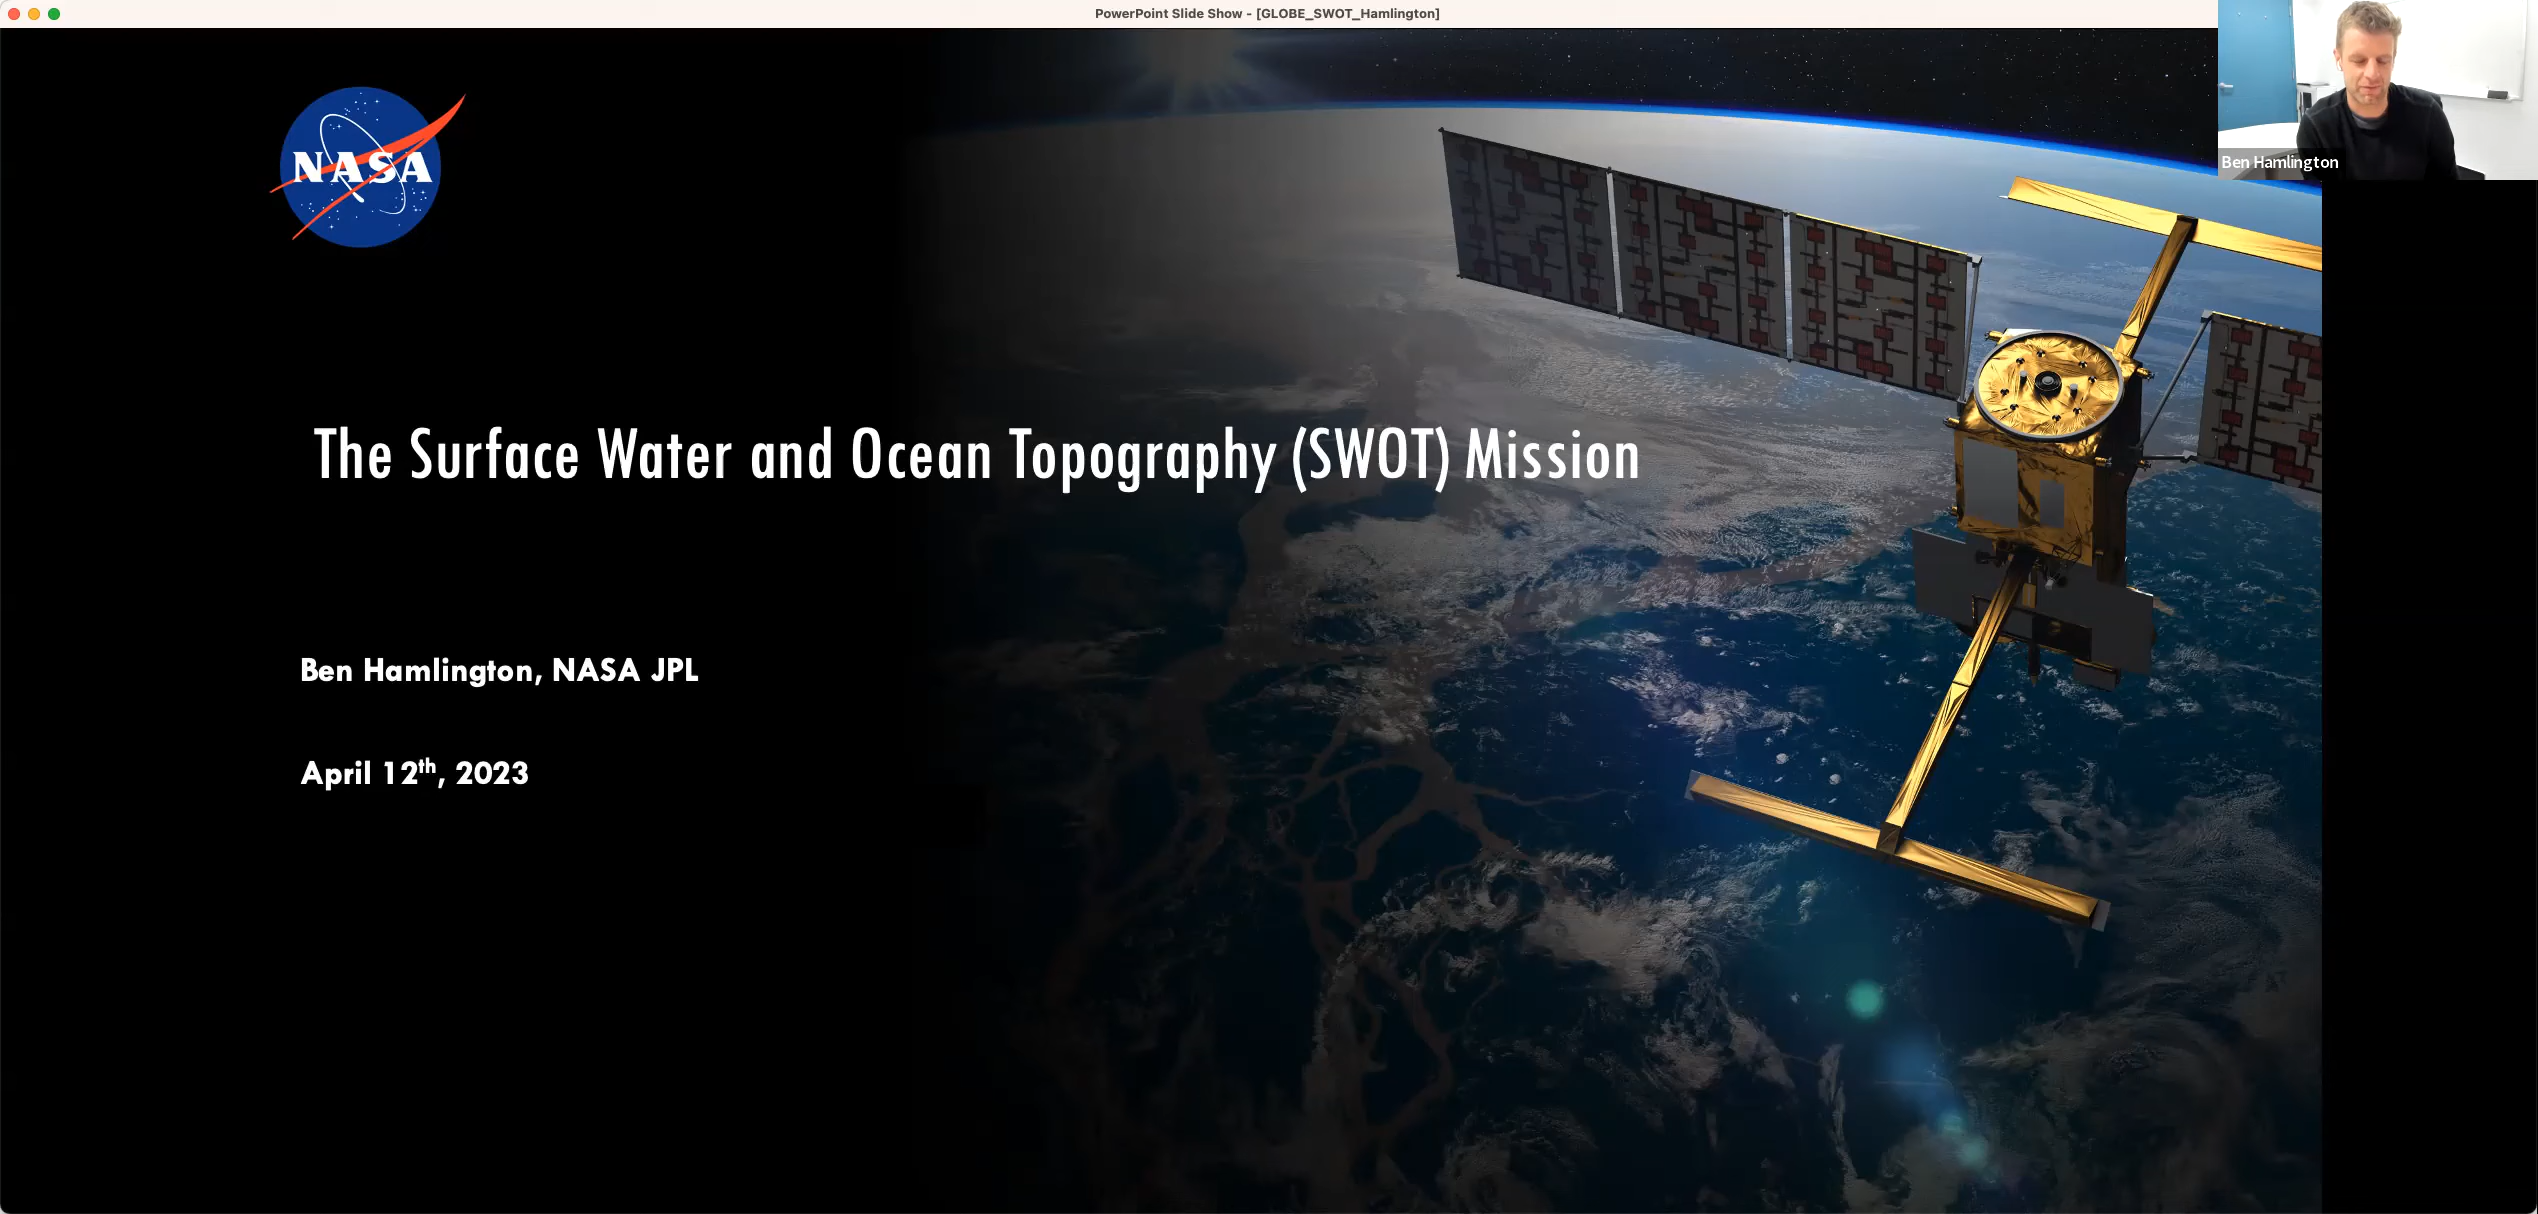 PowerPoint Slide Show - [GLOBE_SWOT_Hamlington]
Ben Hamlington
NASA
The Surface Water and Ocean Topography (SWOT) Mission
Ben Hamlington, NASA JPL
April 12th, 2023